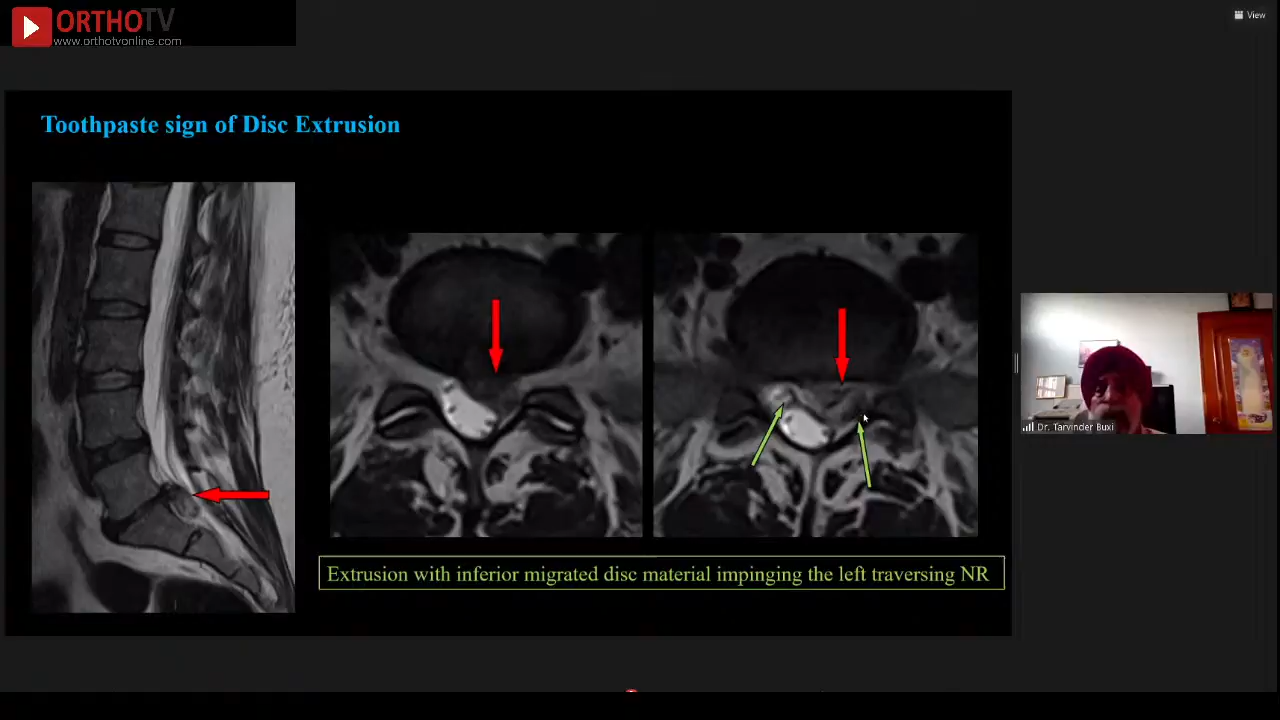 ORTHOTV
www.orthotvonline.com
View
Toothpaste sign of Disc Extrusion
Dr. Tarvinder Buxi
Extrusion with inferior migrated disc material impinging the left traversing NR